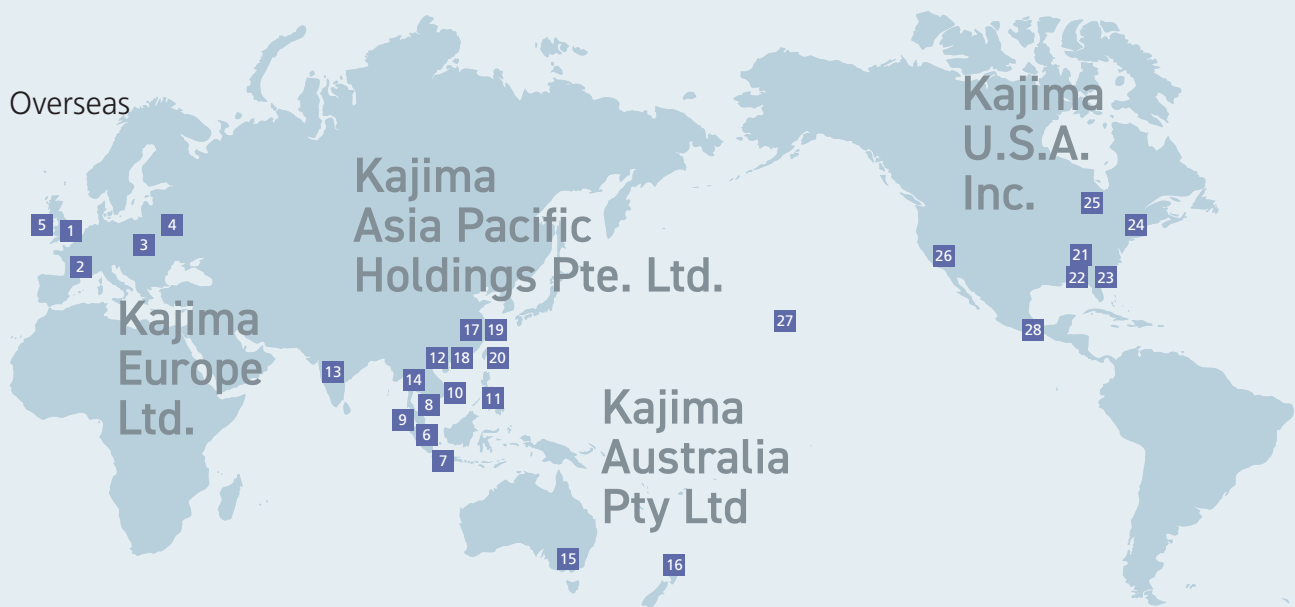 Overseas
Kajima
U.S.A.
Inc.
Kajima
Asia Pacific
Holdings Pte. Ltd.
Kajima
Europe
Ltd.
Kajima
Australia
Pty Ltd
5
1
4
3
2
25
24
26
21
22
23
27
28
17
19
12
18
20
13
14
10
11
8
9
6
7
15
16